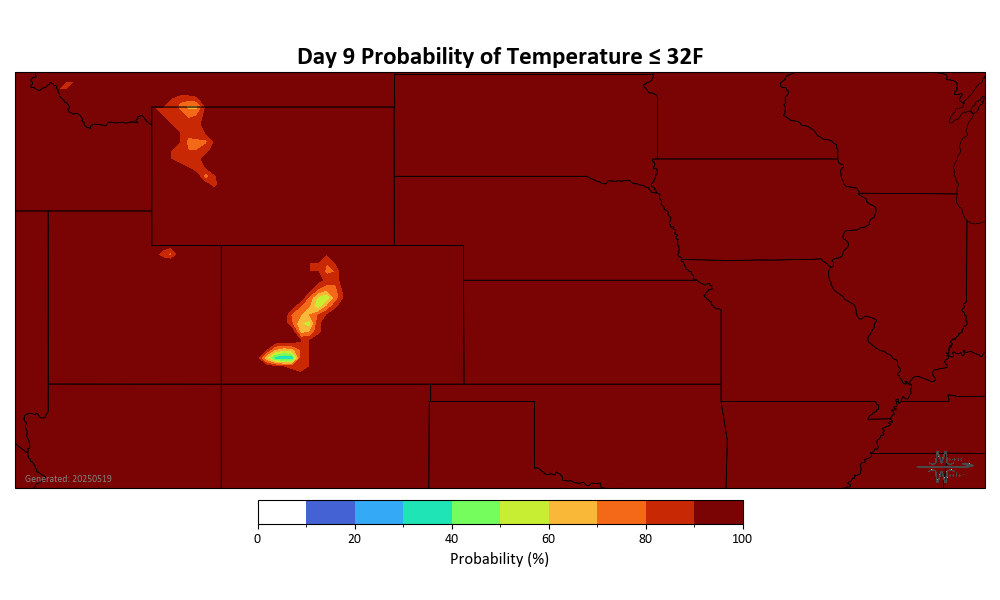 Day 9 Probability of Temperature ≤ 32F
Generated: 20250519
0 20 40 60 80 100
Probability (%)